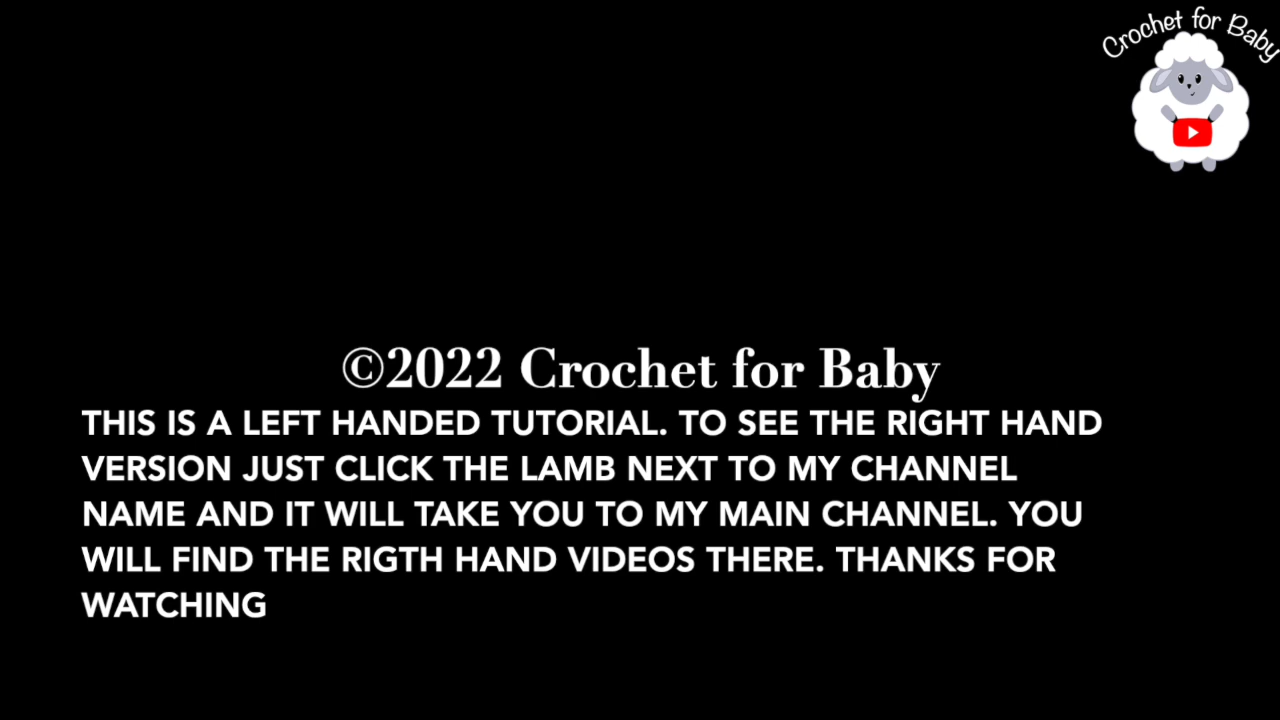 Crochet for Baby
©2022 Crochet for Baby
THIS IS A LEFT HANDED TUTORIAL. TO SEE THE RIGHT HAND
VERSION JUST CLICK THE LAMB NEXT TO MY CHANNEL
NAME AND IT WILL TAKE YOU TO MY MAIN CHANNEL. YOU
WILL FIND THE RIGTH HAND VIDEOS THERE. THANKS FOR
WATCHING